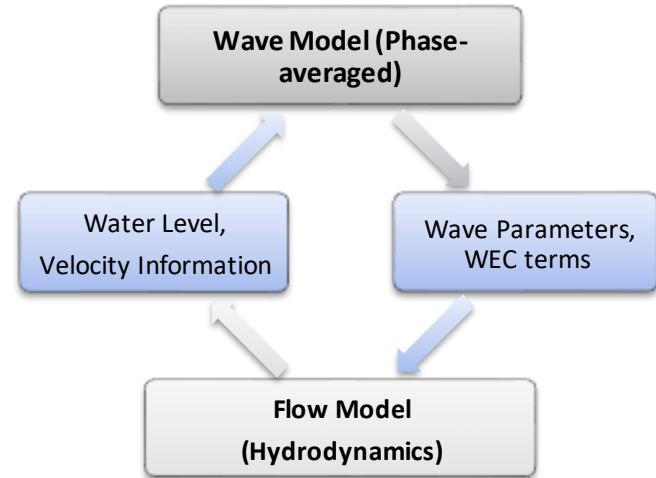 Wave Model (Phase-
averaged)
Water Level,
Velocity Information
Wave Parameters,
WEC terms
Flow Model
(Hydrodynamics)